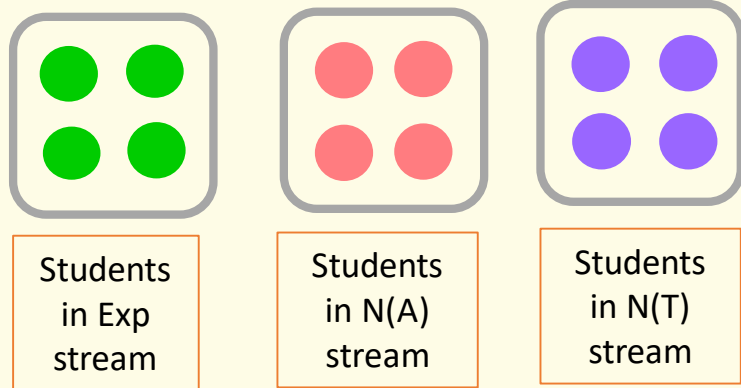 Students
in Exp
stream
Students
in N(A)
stream
Students
in N(T)
stream